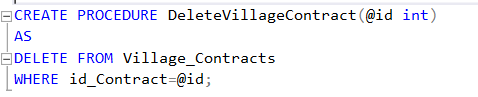 CREATE PROCEDURE DeleteVillageContract(@id int)
AS
DELETE FROM Village_Contracts
WHERE id_Contract=@id;